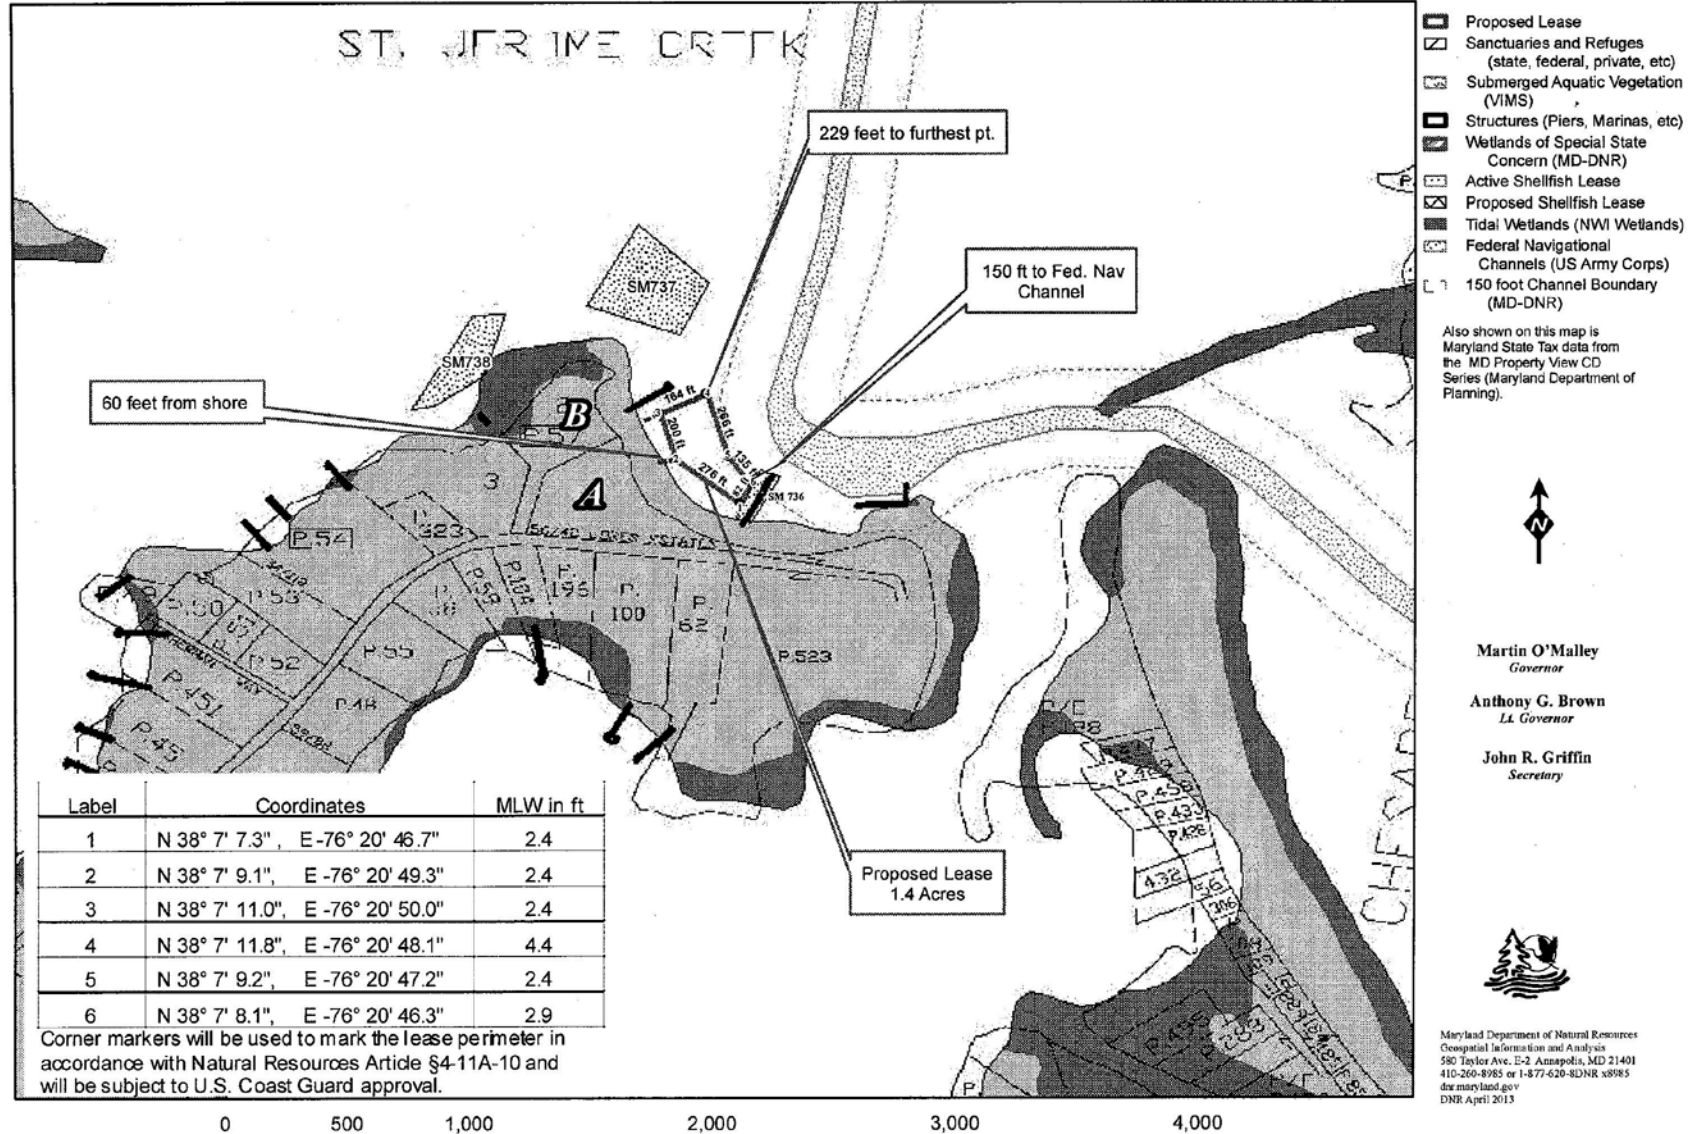 ST. JEROME CREEK
229 feet to furthest pt.
150 ft to Fed. Nav
Channel
SM737
SM738
60 feet from shore
164 ft
266 ft
200 ft
135 ft
276 ft
SM 736
B
A
3
P.54
P.
323
P.53
P.50
P.52
P.55
P.48
P.451
P.45
P.
196
P.
100
P.
62
P.523
P.
Label Coordinates MLW in ft
1 N 38° 7' 7.3", E -76° 20' 46.7" 2.4
2 N 38° 7' 9.1", E -76° 20' 49.3" 2.4
3 N 38° 7' 11.0", E -76° 20' 50.0" 2.4
4 N 38° 7' 11.8", E -76° 20' 48.1" 4.4
5 N 38° 7' 9.2", E -76° 20' 47.2" 2.4
6 N 38° 7' 8.1", E -76° 20' 46.3" 2.9
Corner markers will be used to mark the lease perimeter in
accordance with Natural Resources Article §4-11A-10 and
will be subject to U.S. Coast Guard approval.
Proposed Lease
1.4 Acres
P.433
432
306
0 500 1,000 2,000 3,000 4,000
Proposed Lease
Sanctuaries and Refuges
(state, federal, private, etc)
Submerged Aquatic Vegetation
(VIMS)
Structures (Piers, Marinas, etc)
Wetlands of Special State
Concern (MD-DNR)
Active Shellfish Lease
Proposed Shellfish Lease
Tidal Wetlands (NWI Wetlands)
Federal Navigational
Channels (US Army Corps)
150 foot Channel Boundary
(MD-DNR)
Also shown on this map is
Maryland State Tax data from
the MD Property View CD
Series (Maryland Department of
Planning).
N
Martin O'Malley
Governor
Anthony G. Brown
Lt. Governor
John R. Griffin
Secretary
Maryland Department of Natural Resources
Geospatial Information and Analysis
580 Taylor Ave. E-2 Annapolis, MD 21401
410-260-8985 or 1-877-620-8DNR x8985
dnr.maryland.gov
DNR April 2013